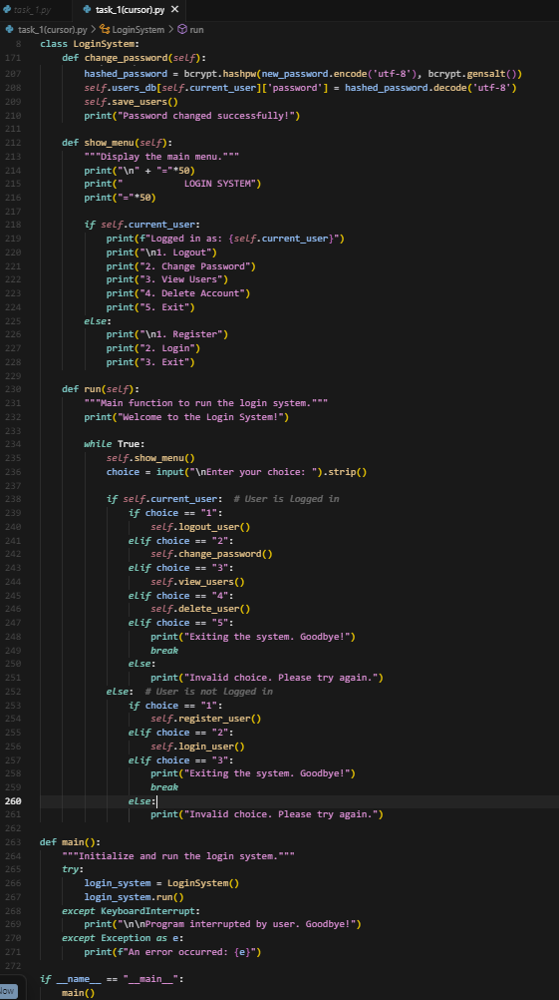 task_1.py task_1(cursor).py ×
task_1(cursor).py > LoginSystem > run
8 class LoginSystem:
171     def change_password(self):
207         hashed_password = bcrypt.hashpw(new_password.encode('utf-8'), bcrypt.gensalt())
208         self.users_db[self.current_user]['password'] = hashed_password.decode('utf-8')
209         self.save_users()
210         print("Password changed successfully!")
211
212     def show_menu(self):
213         """Display the main menu."""
214         print("\n" + "="*50)
215         print("          LOGIN SYSTEM")
216         print("="*50)
217
218         if self.current_user:
219             print(f"Logged in as: {self.current_user}")
220             print("\n1. Logout")
221             print("2. Change Password")
222             print("3. View Users")
223             print("4. Delete Account")
224             print("5. Exit")
225         else:
226             print("\n1. Register")
227             print("2. Login")
228             print("3. Exit")
229
230     def run(self):
231         """Main function to run the login system."""
232         print("Welcome to the Login System!")
233
234         while True:
235             self.show_menu()
236             choice = input("\nEnter your choice: ").strip()
237
238             if self.current_user:  # User is logged in
239                 if choice == "1":
240                     self.logout_user()
241                 elif choice == "2":
242                     self.change_password()
243                 elif choice == "3":
244                     self.view_users()
245                 elif choice == "4":
246                     self.delete_user()
247                 elif choice == "5":
248                     print("Exiting the system. Goodbye!")
249                     break
250                 else:
251                     print("Invalid choice. Please try again.")
252             else:  # User is not logged in
253                 if choice == "1":
254                     self.register_user()
255                 elif choice == "2":
256                     self.login_user()
257                 elif choice == "3":
258                     print("Exiting the system. Goodbye!")
259                     break
260                 else:
261                     print("Invalid choice. Please try again.")
262
263 def main():
264     """Initialize and run the login system."""
265     try:
266         login_system = LoginSystem()
267         login_system.run()
268     except KeyboardInterrupt:
269         print("\n\nProgram interrupted by user. Goodbye!")
270     except Exception as e:
271         print(f"An error occurred: {e}")
272
if __name__ == "__main__":
Now     main()